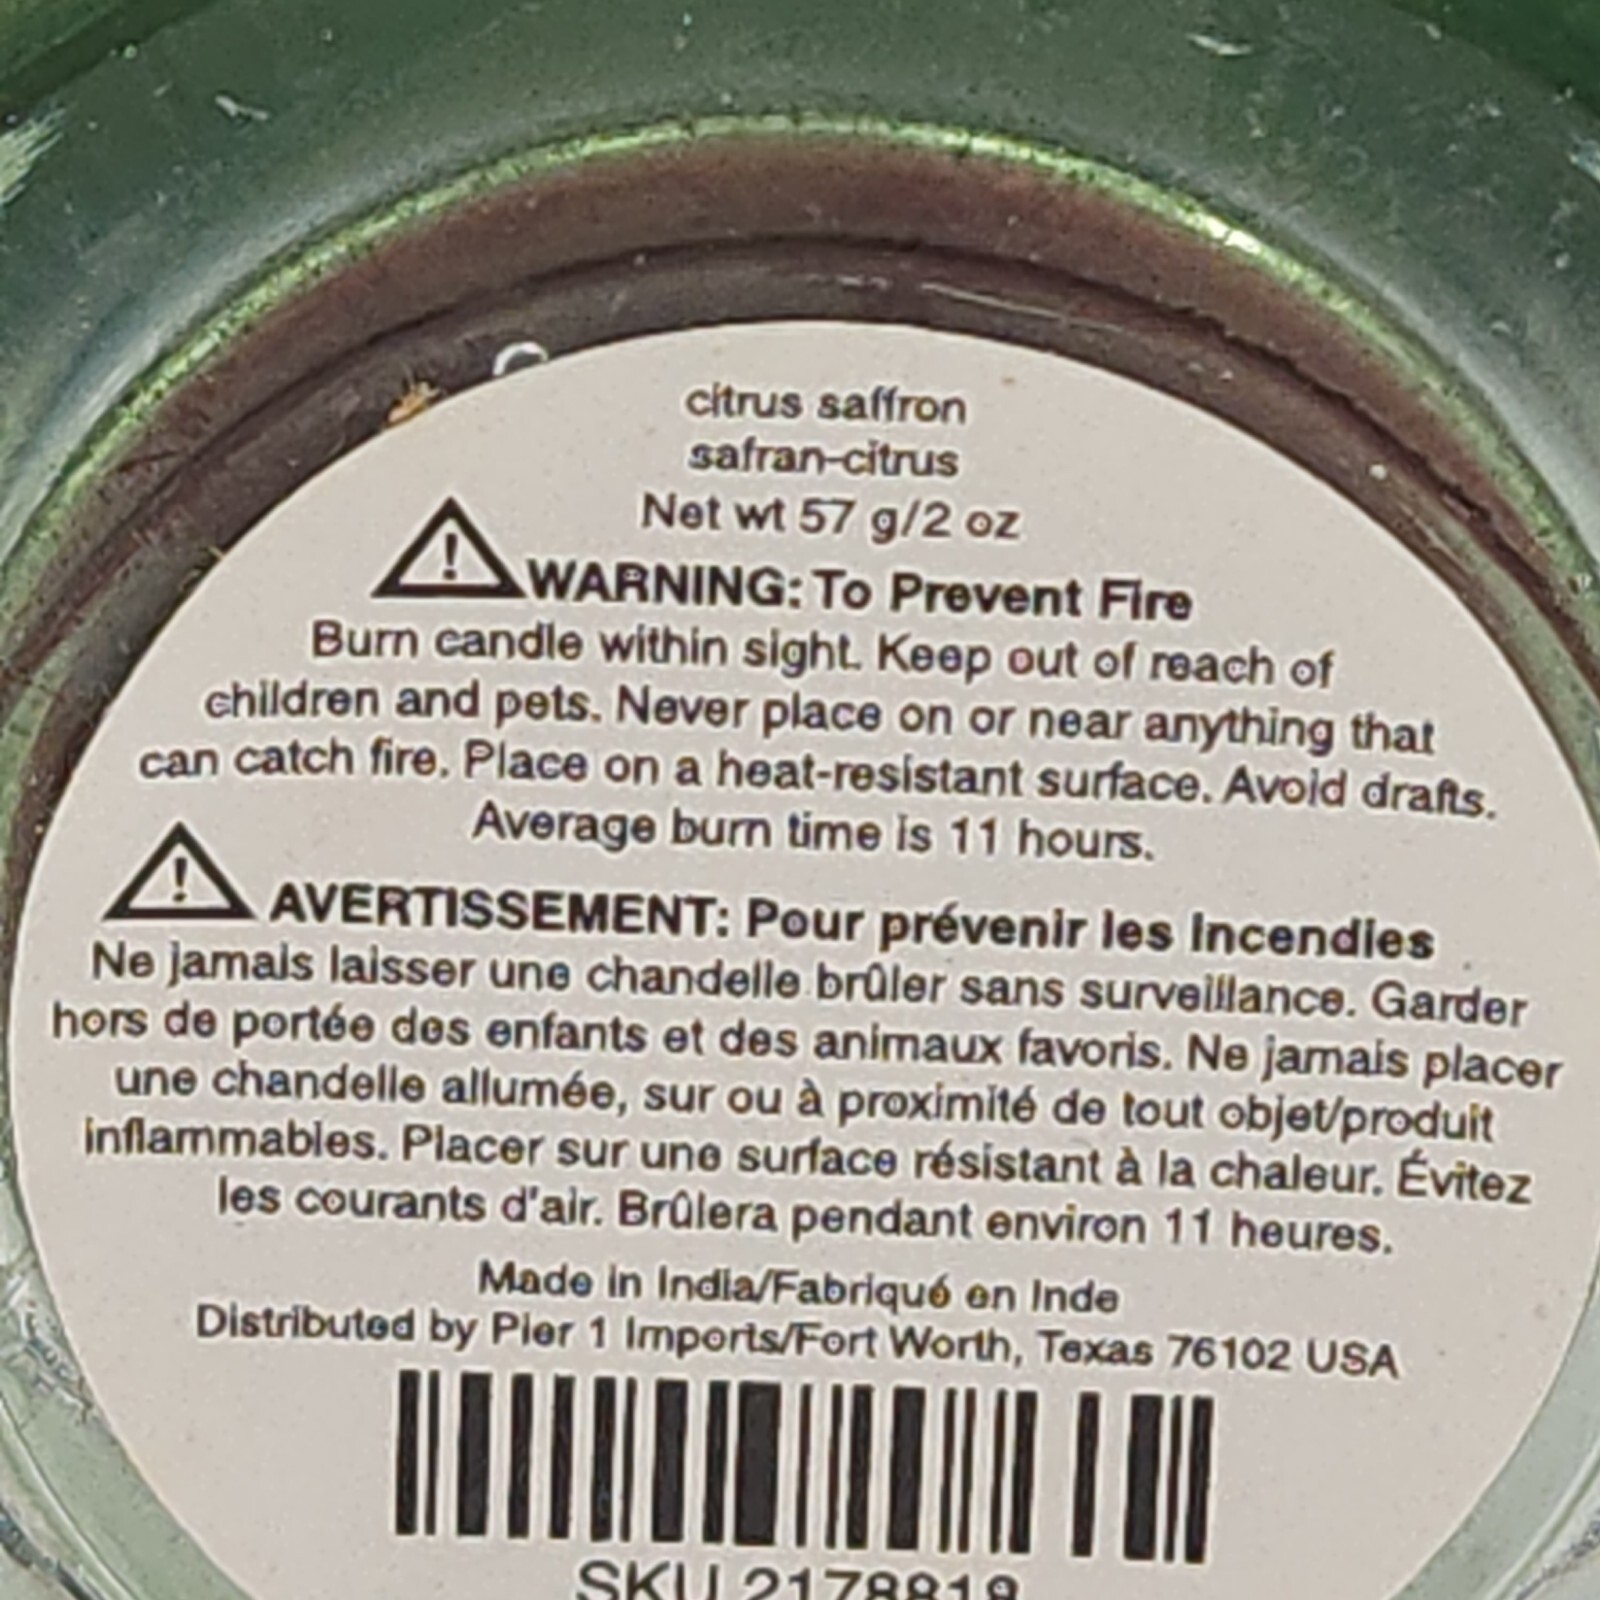 citrus saffron
safran-citrus
Net wt 57 g/2 oz
WARNING: To Prevent Fire
Burn candle within sight. Keep out of reach of
children and pets. Never place on or near anything that
can catch fire. Place on a heat-resistant surface. Avoid drafts.
Average burn time is 11 hours.
AVERTISSEMENT: Pour prévenir les incendies
Ne jamais laisser une chandelle brûler sans surveillance. Garder
hors de portée des enfants et des animaux favoris. Ne jamais placer
une chandelle allumée, sur ou à proximité de tout objet/produit
inflammables. Placer sur une surface résistant à la chaleur. Évitez
les courants d'air. Brûlera pendant environ 11 heures.
Made in India/Fabriqué en Inde
Distributed by Pier 1 Imports/Fort Worth, Texas 76102 USA
SKU 2178819